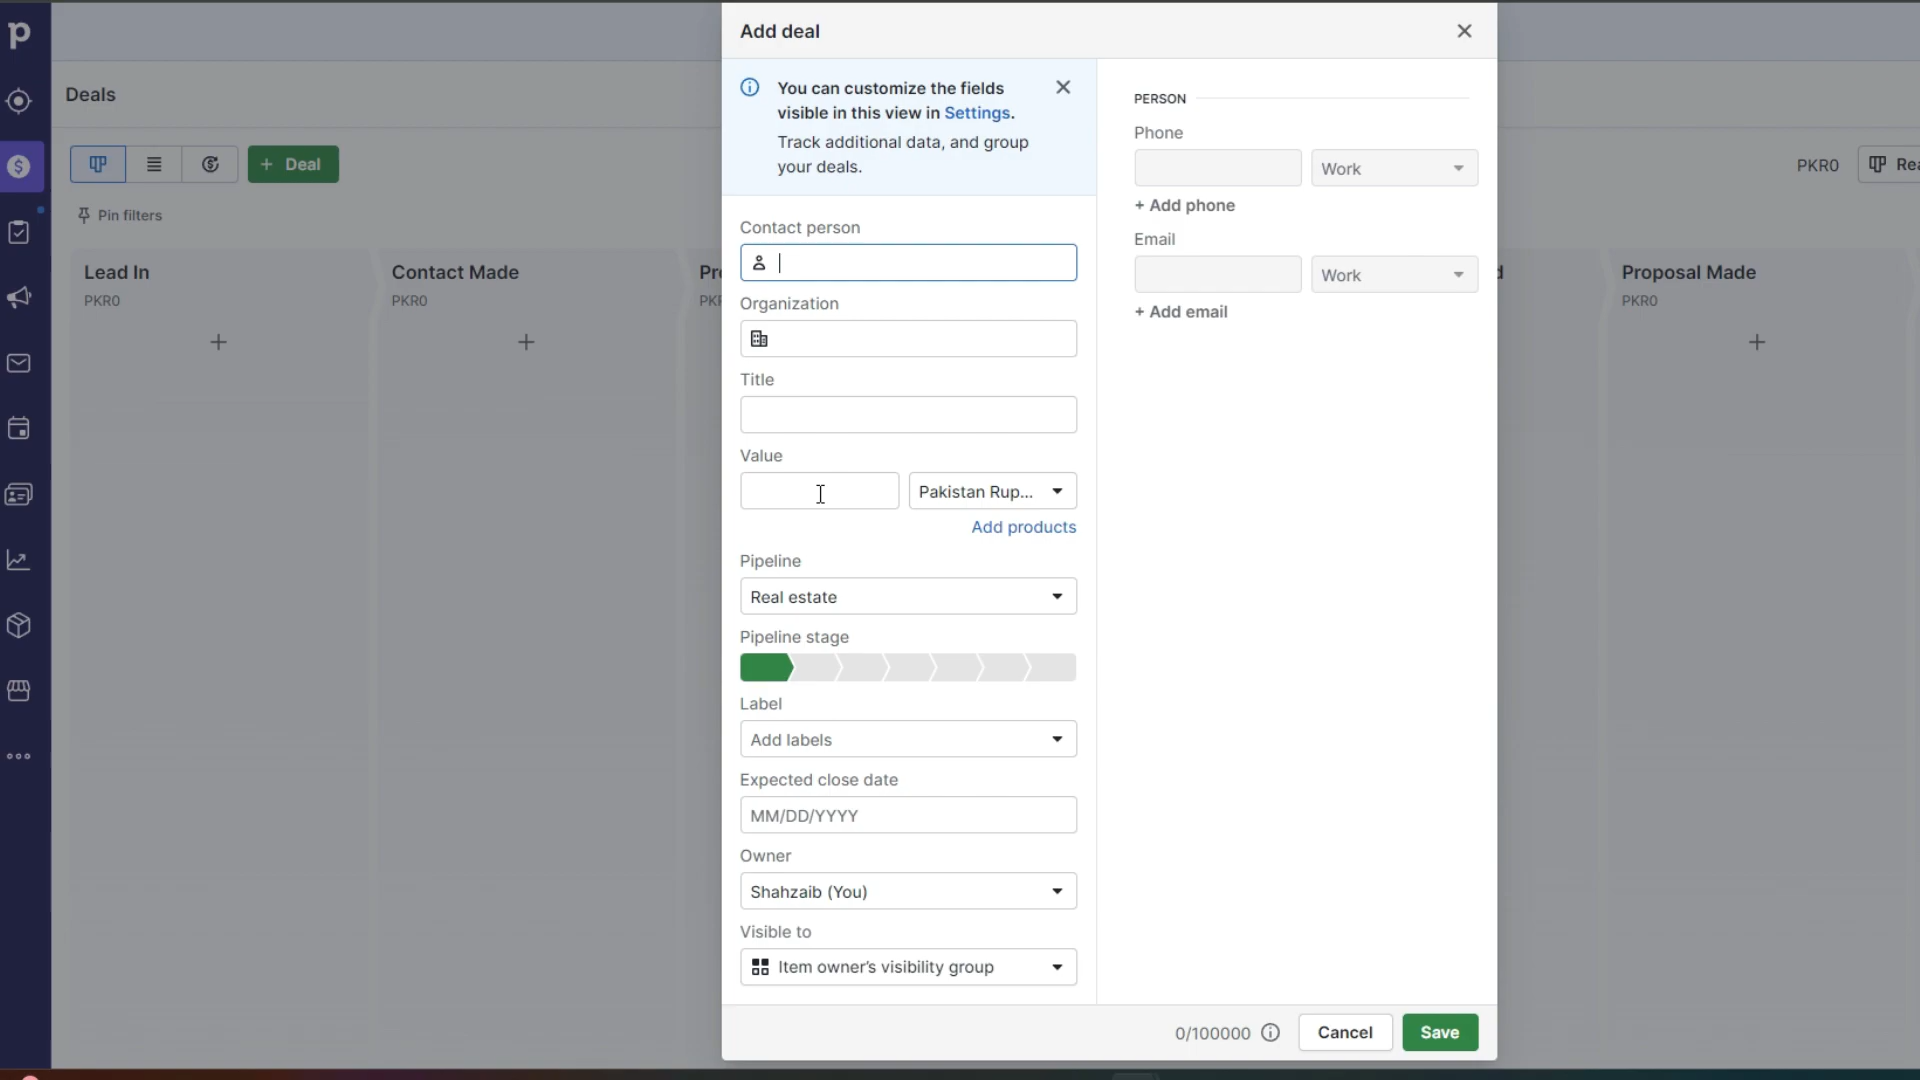 p
Deals
+ Deal
PKR0
Rea
Pin filters
Lead In
PKR0
Contact Made
PKR0
Pr
PKR
d
Proposal Made
PKR0
Add deal
You can customize the fields
visible in this view in Settings.
Track additional data, and group
your deals.
Contact person
Organization
Title
Value
Pakistan Rup...
Add products
Pipeline
Real estate
Pipeline stage
Label
Add labels
Expected close date
MM/DD/YYYY
Owner
Shahzaib (You)
Visible to
Item owner's visibility group
PERSON
Phone
Work
+ Add phone
Email
Work
+ Add email
0/100000
Cancel
Save